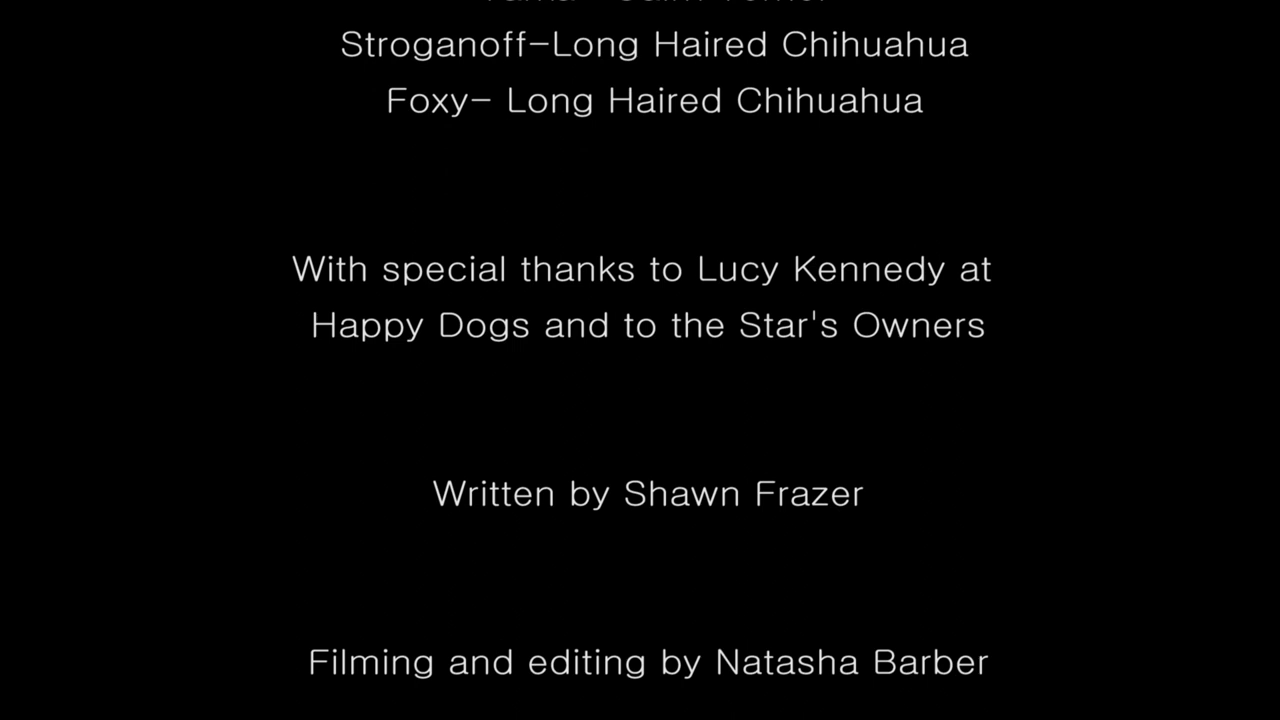 Stroganoff-Long Haired Chihuahua
Foxy- Long Haired Chihuahua
With special thanks to Lucy Kennedy at
Happy Dogs and to the Star's Owners
Written by Shawn Frazer
Filming and editing by Natasha Barber